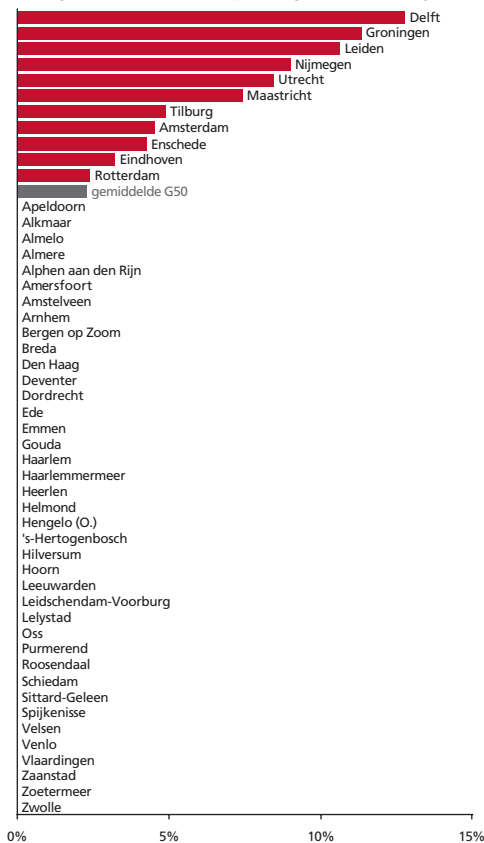 Delft
Groningen
Leiden
Nijmegen
Utrecht
Maastricht
Tilburg
Amsterdam
Enschede
Eindhoven
Rotterdam
gemiddelde G50
Apeldoorn
Alkmaar
Almelo
Almere
Alphen aan den Rijn
Amersfoort
Amstelveen
Arnhem
Bergen op Zoom
Breda
Den Haag
Deventer
Dordrecht
Ede
Emmen
Gouda
Haarlem
Haarlemmermeer
Heerlen
Helmond
Hengelo (O.)
's-Hertogenbosch
Hilversum
Hoorn
Leeuwarden
Leidschendam-Voorburg
Lelystad
Oss
Purmerend
Roosendaal
Schiedam
Sittard-Geleen
Spijkenisse
Velsen
Venlo
Vlaardingen
Zaanstad
Zoetermeer
Zwolle
0% 5% 10% 15%